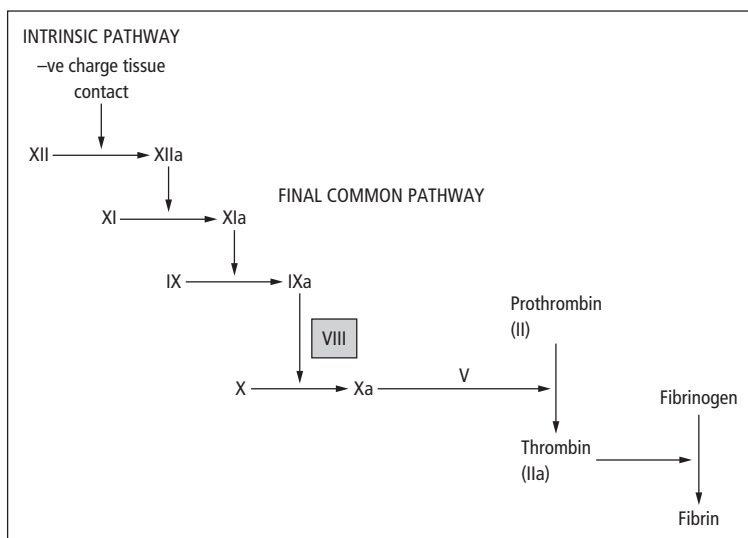 INTRINSIC PATHWAY
–ve charge tissue
contact
XII
XIIa
FINAL COMMON PATHWAY
XI
XIa
IX
IXa
Prothrombin
(II)
VIII
X
Xa
V
Fibrinogen
Thrombin
(IIa)
Fibrin